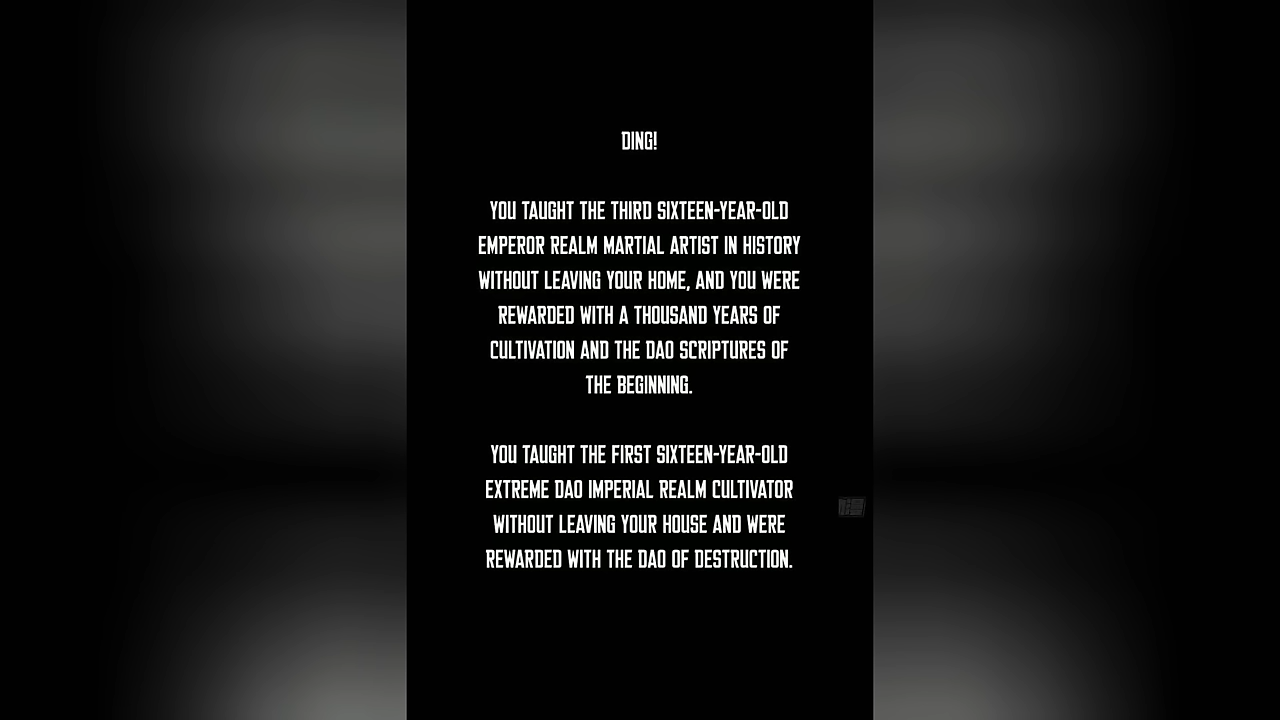 DING!
YOU TAUGHT THE THIRD SIXTEEN-YEAR-OLD
EMPEROR REALM MARTIAL ARTIST IN HISTORY
WITHOUT LEAVING YOUR HOME, AND YOU WERE
REWARDED WITH A THOUSAND YEARS OF
CULTIVATION AND THE DAO SCRIPTURES OF
THE BEGINNING.
YOU TAUGHT THE FIRST SIXTEEN-YEAR-OLD
EXTREME DAO IMPERIAL REALM CULTIVATOR
WITHOUT LEAVING YOUR HOUSE AND WERE
REWARDED WITH THE DAO OF DESTRUCTION.